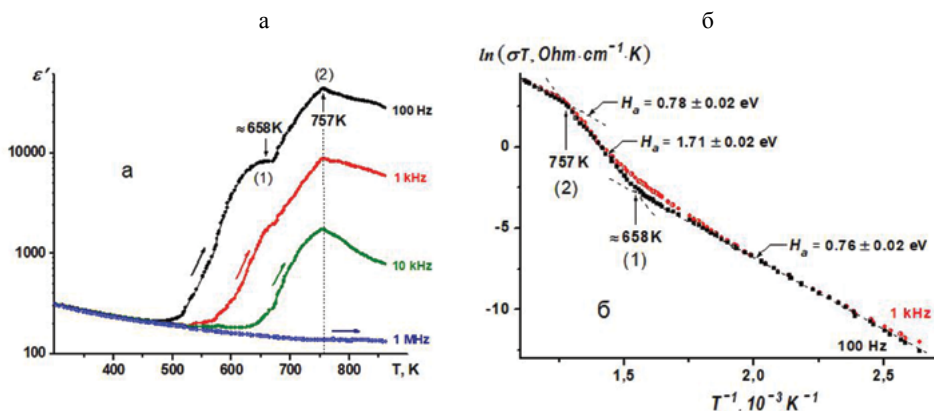 а
б
ε'
10000
1000
100
300
400
500
600
700
800
T, K
а
≈658K
(1)
(2)
757K
100 Hz
1 kHz
10 kHz
1 MHz
ln (σT, Ohm·cm⁻¹·K)
0
-5
-10
1,5
2,0
2,5
T⁻¹, 10⁻³ K⁻¹
Hₐ = 0.78 ± 0.02 eV
Hₐ = 1.71 ± 0.02 eV
757 K
(2)
≈658K
(1)
Hₐ = 0.76 ± 0.02 eV
б
1 kHz
100 Hz